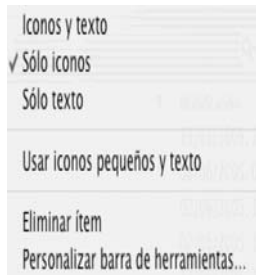 Iconos y texto
✓ Sólo iconos
Sólo texto
Usar iconos pequeños y texto
Eliminar ítem
Personalizar barra de herramientas...